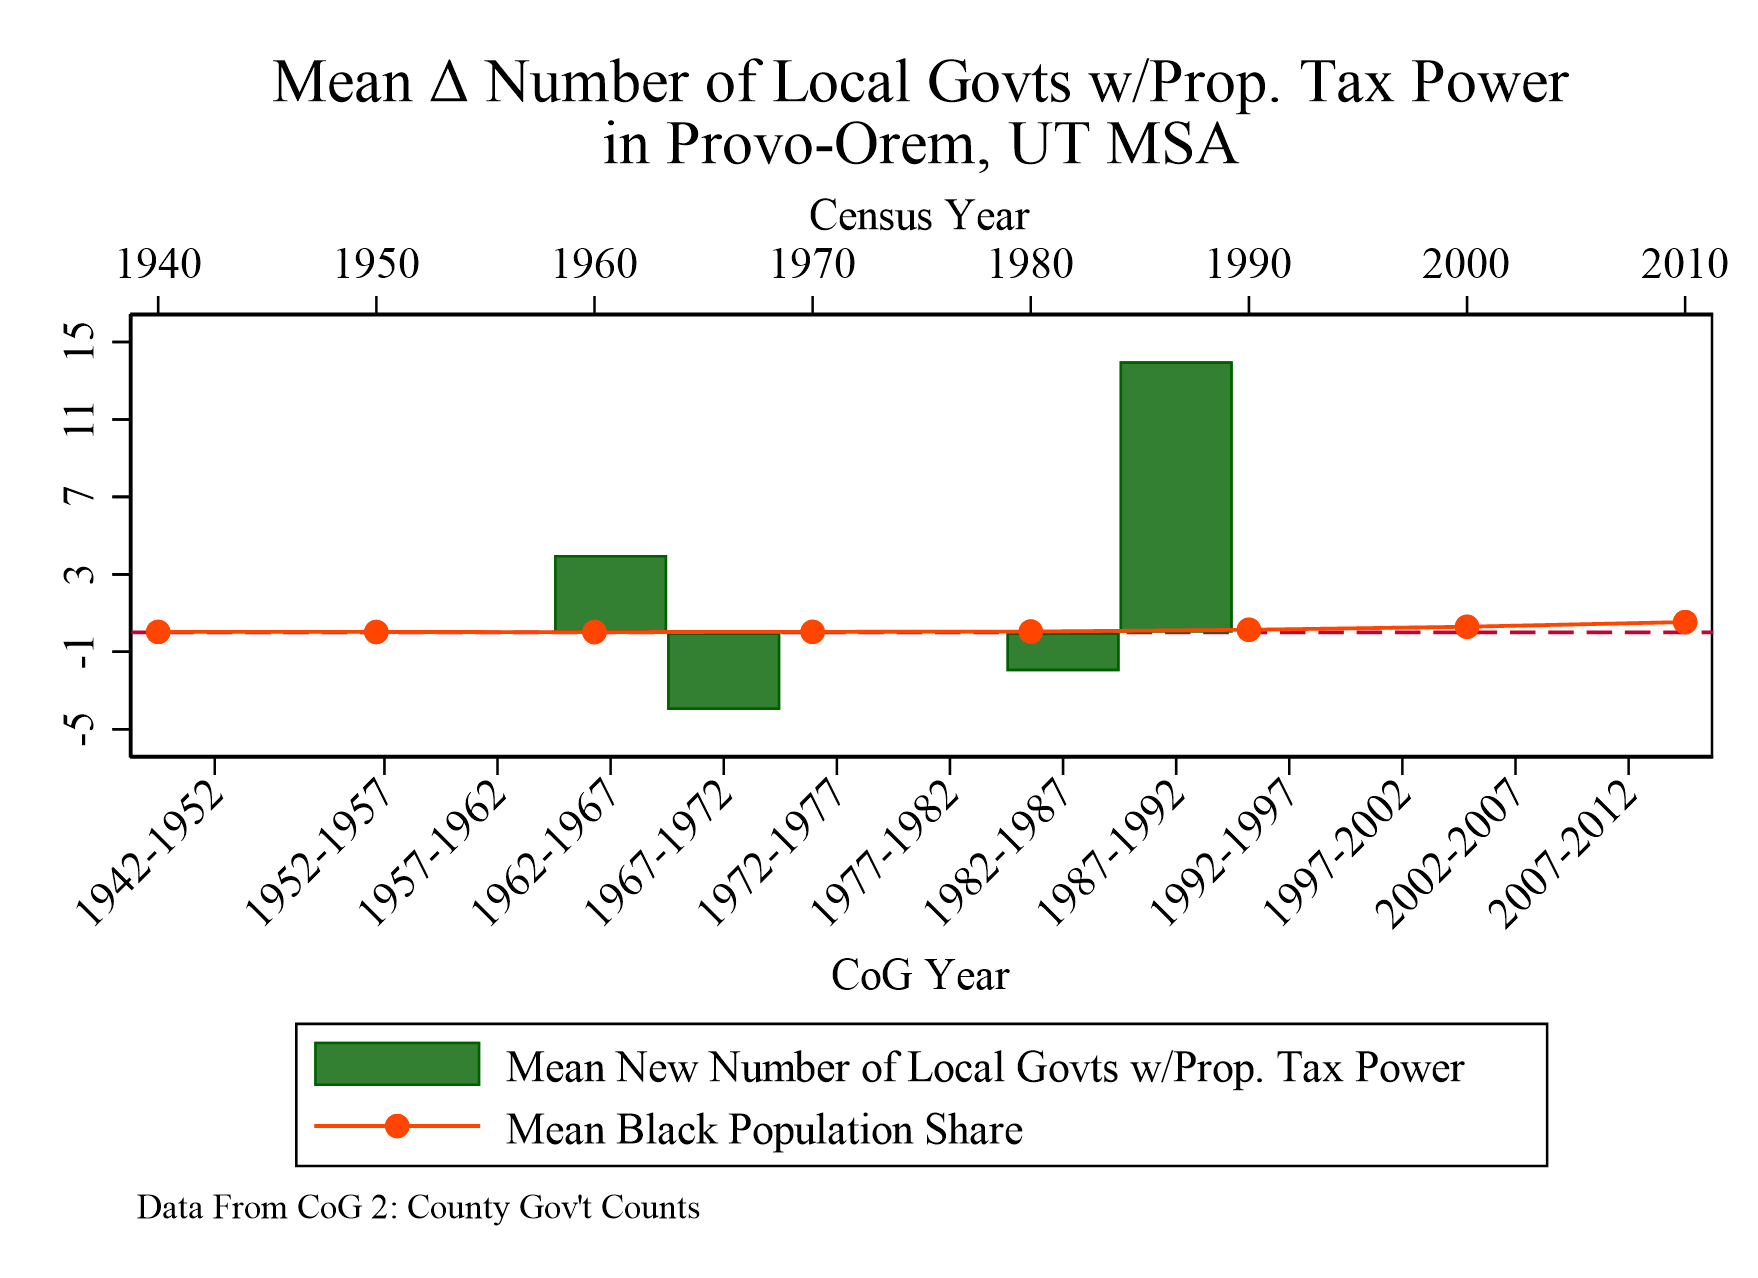 Mean Δ Number of Local Govts w/Prop. Tax Power
in Provo-Orem, UT MSA
Census Year
1940 1950 1960 1970 1980 1990 2000 2010
15
11
7
3
-1
-5
1942-1952 1952-1957 1957-1962 1962-1967 1967-1972 1972-1977 1977-1982 1982-1987 1987-1992 1992-1997 1997-2002 2002-2007 2007-2012
CoG Year
Mean New Number of Local Govts w/Prop. Tax Power
Mean Black Population Share
Data From CoG 2: County Gov't Counts